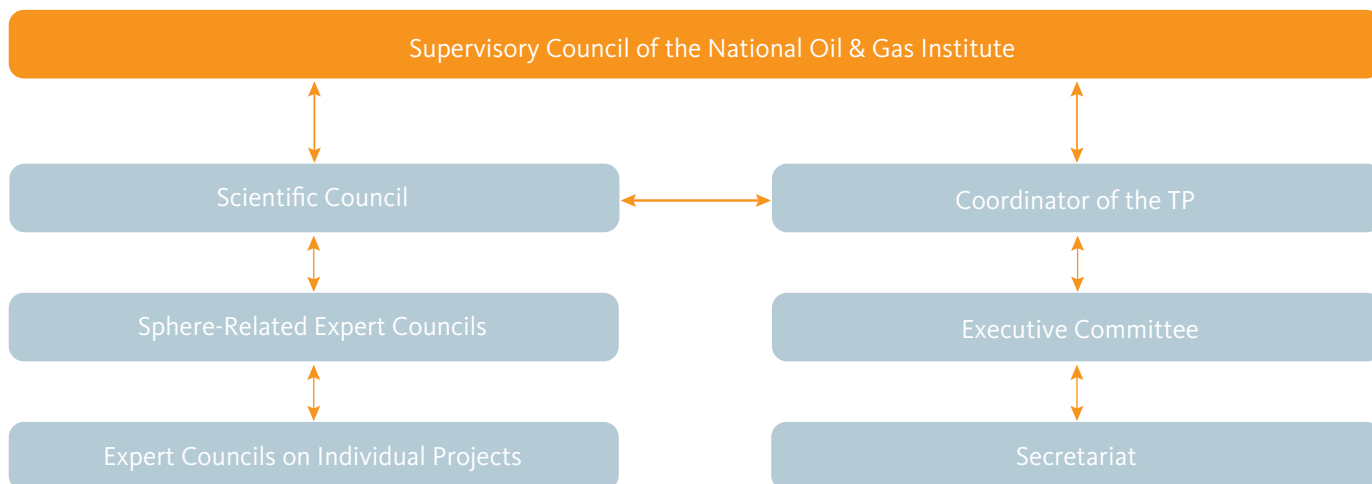 Supervisory Council of the National Oil & Gas Institute
Scientific Council
Coordinator of the TP
Sphere-Related Expert Councils
Executive Committee
Expert Councils on Individual Projects
Secretariat